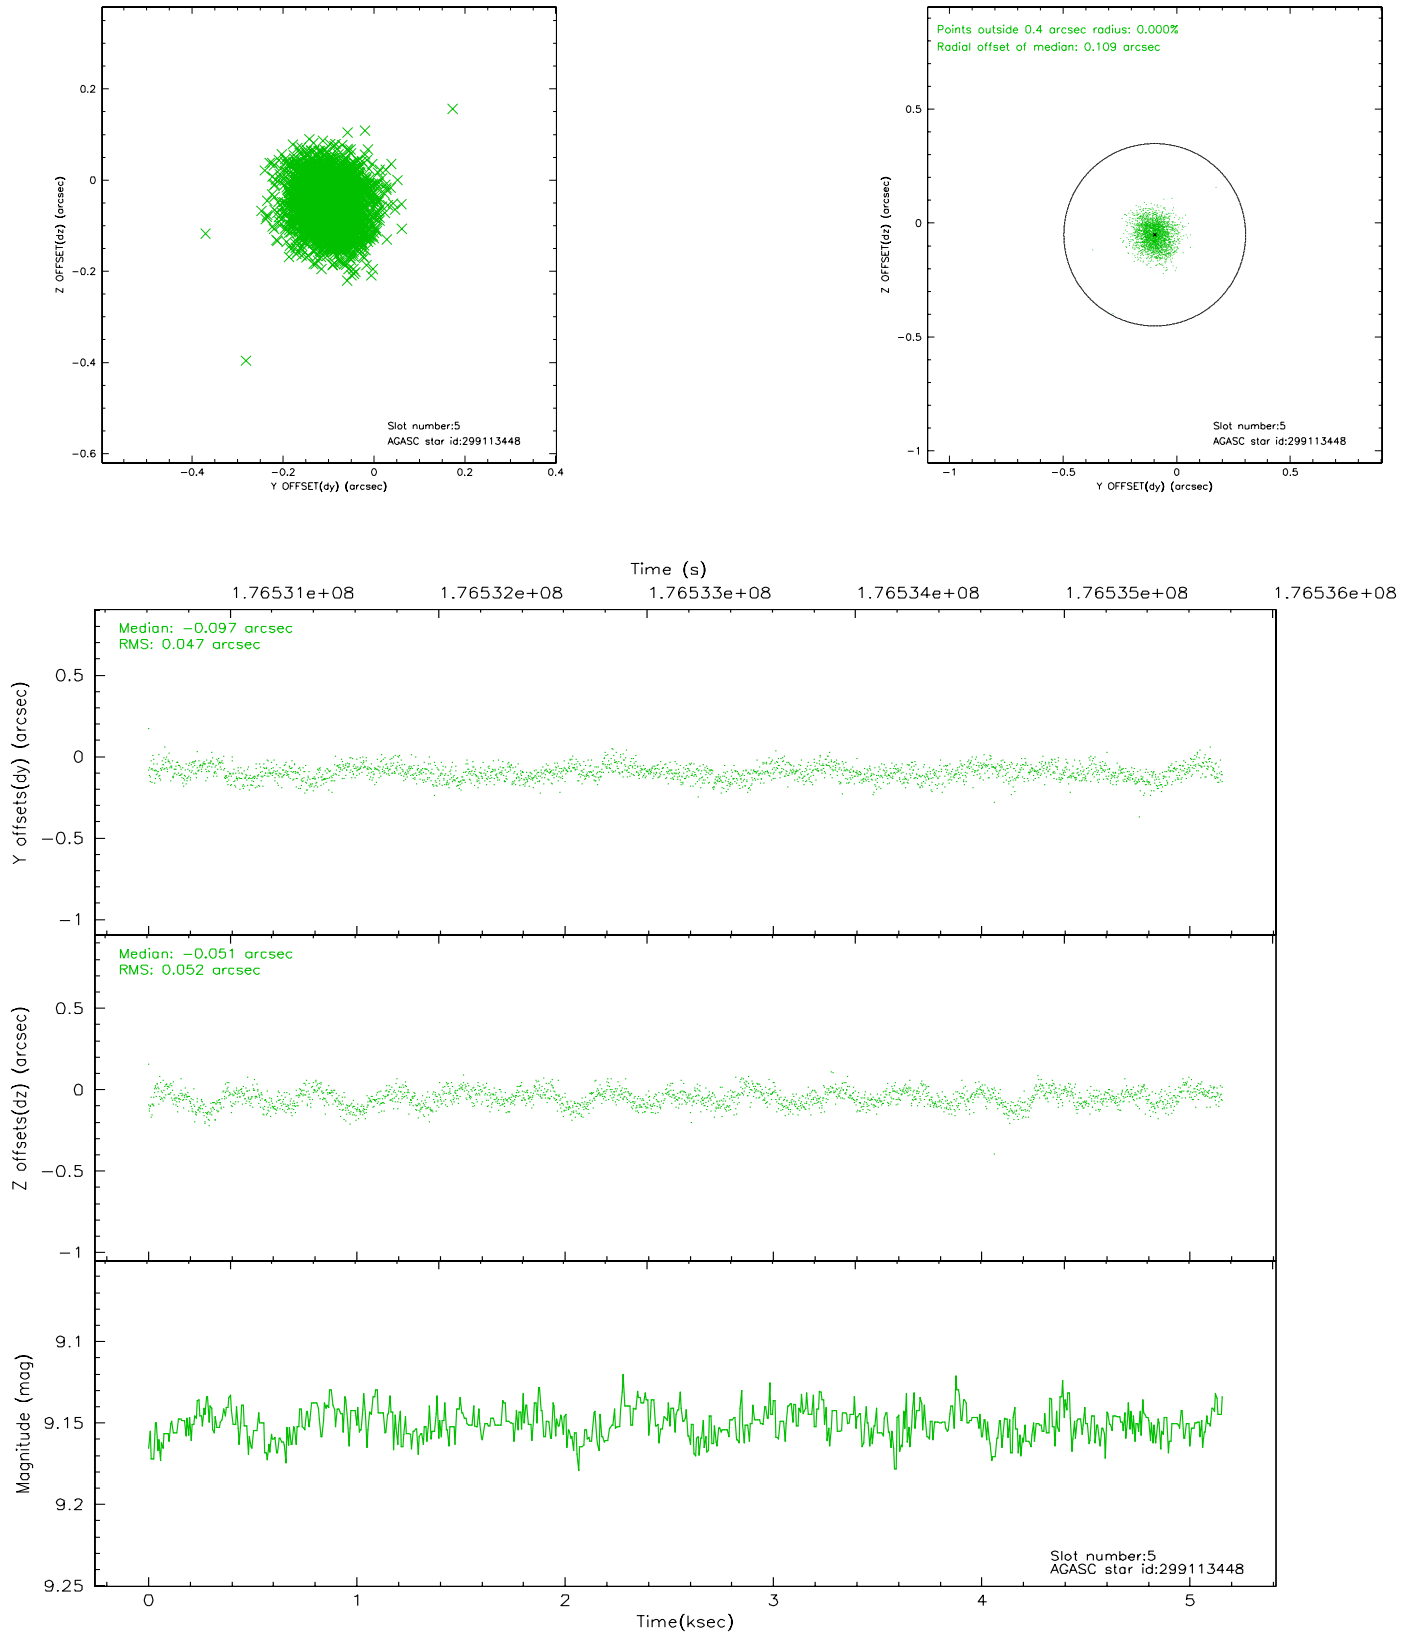 0.2
0
−0.2
−0.4
−0.6
Z OFFSET(dz) (arcsec)
Slot number:5
AGASC star id:299113448
−0.4
−0.2
0
0.2
0.4
Y OFFSET(dy) (arcsec)
Points outside 0.4 arcsec radius: 0.000%
Radial offset of median: 0.109 arcsec
0.5
0
−0.5
−1
Z OFFSET(dz) (arcsec)
Slot number:5
AGASC star id:299113448
−1
−0.5
0
0.5
Y OFFSET(dy) (arcsec)
Time (s)
1.76531e+08
1.76532e+08
1.76533e+08
1.76534e+08
1.76535e+08
1.76536e+08
Median: −0.097 arcsec
RMS: 0.047 arcsec
0.5
0
−0.5
−1
Y offsets(dy) (arcsec)
Median: −0.051 arcsec
RMS: 0.052 arcsec
0.5
0
−0.5
−1
Z offsets(dz) (arcsec)
9.1
9.15
9.2
9.25
Magnitude (mag)
Slot number:5
AGASC star id:299113448
0
1
2
3
4
5
Time(ksec)